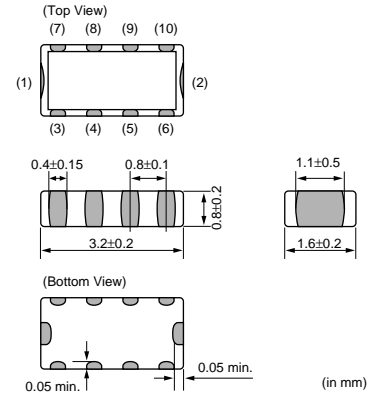 (Top View)
(7) (8) (9) (10)
(1) (2)
(3) (4) (5) (6)
0.4±0.15 0.8±0.1 1.1±0.5
0.8±0.2
3.2±0.2 1.6±0.2
(Bottom View)
0.05 min.
0.05 min.
(in mm)